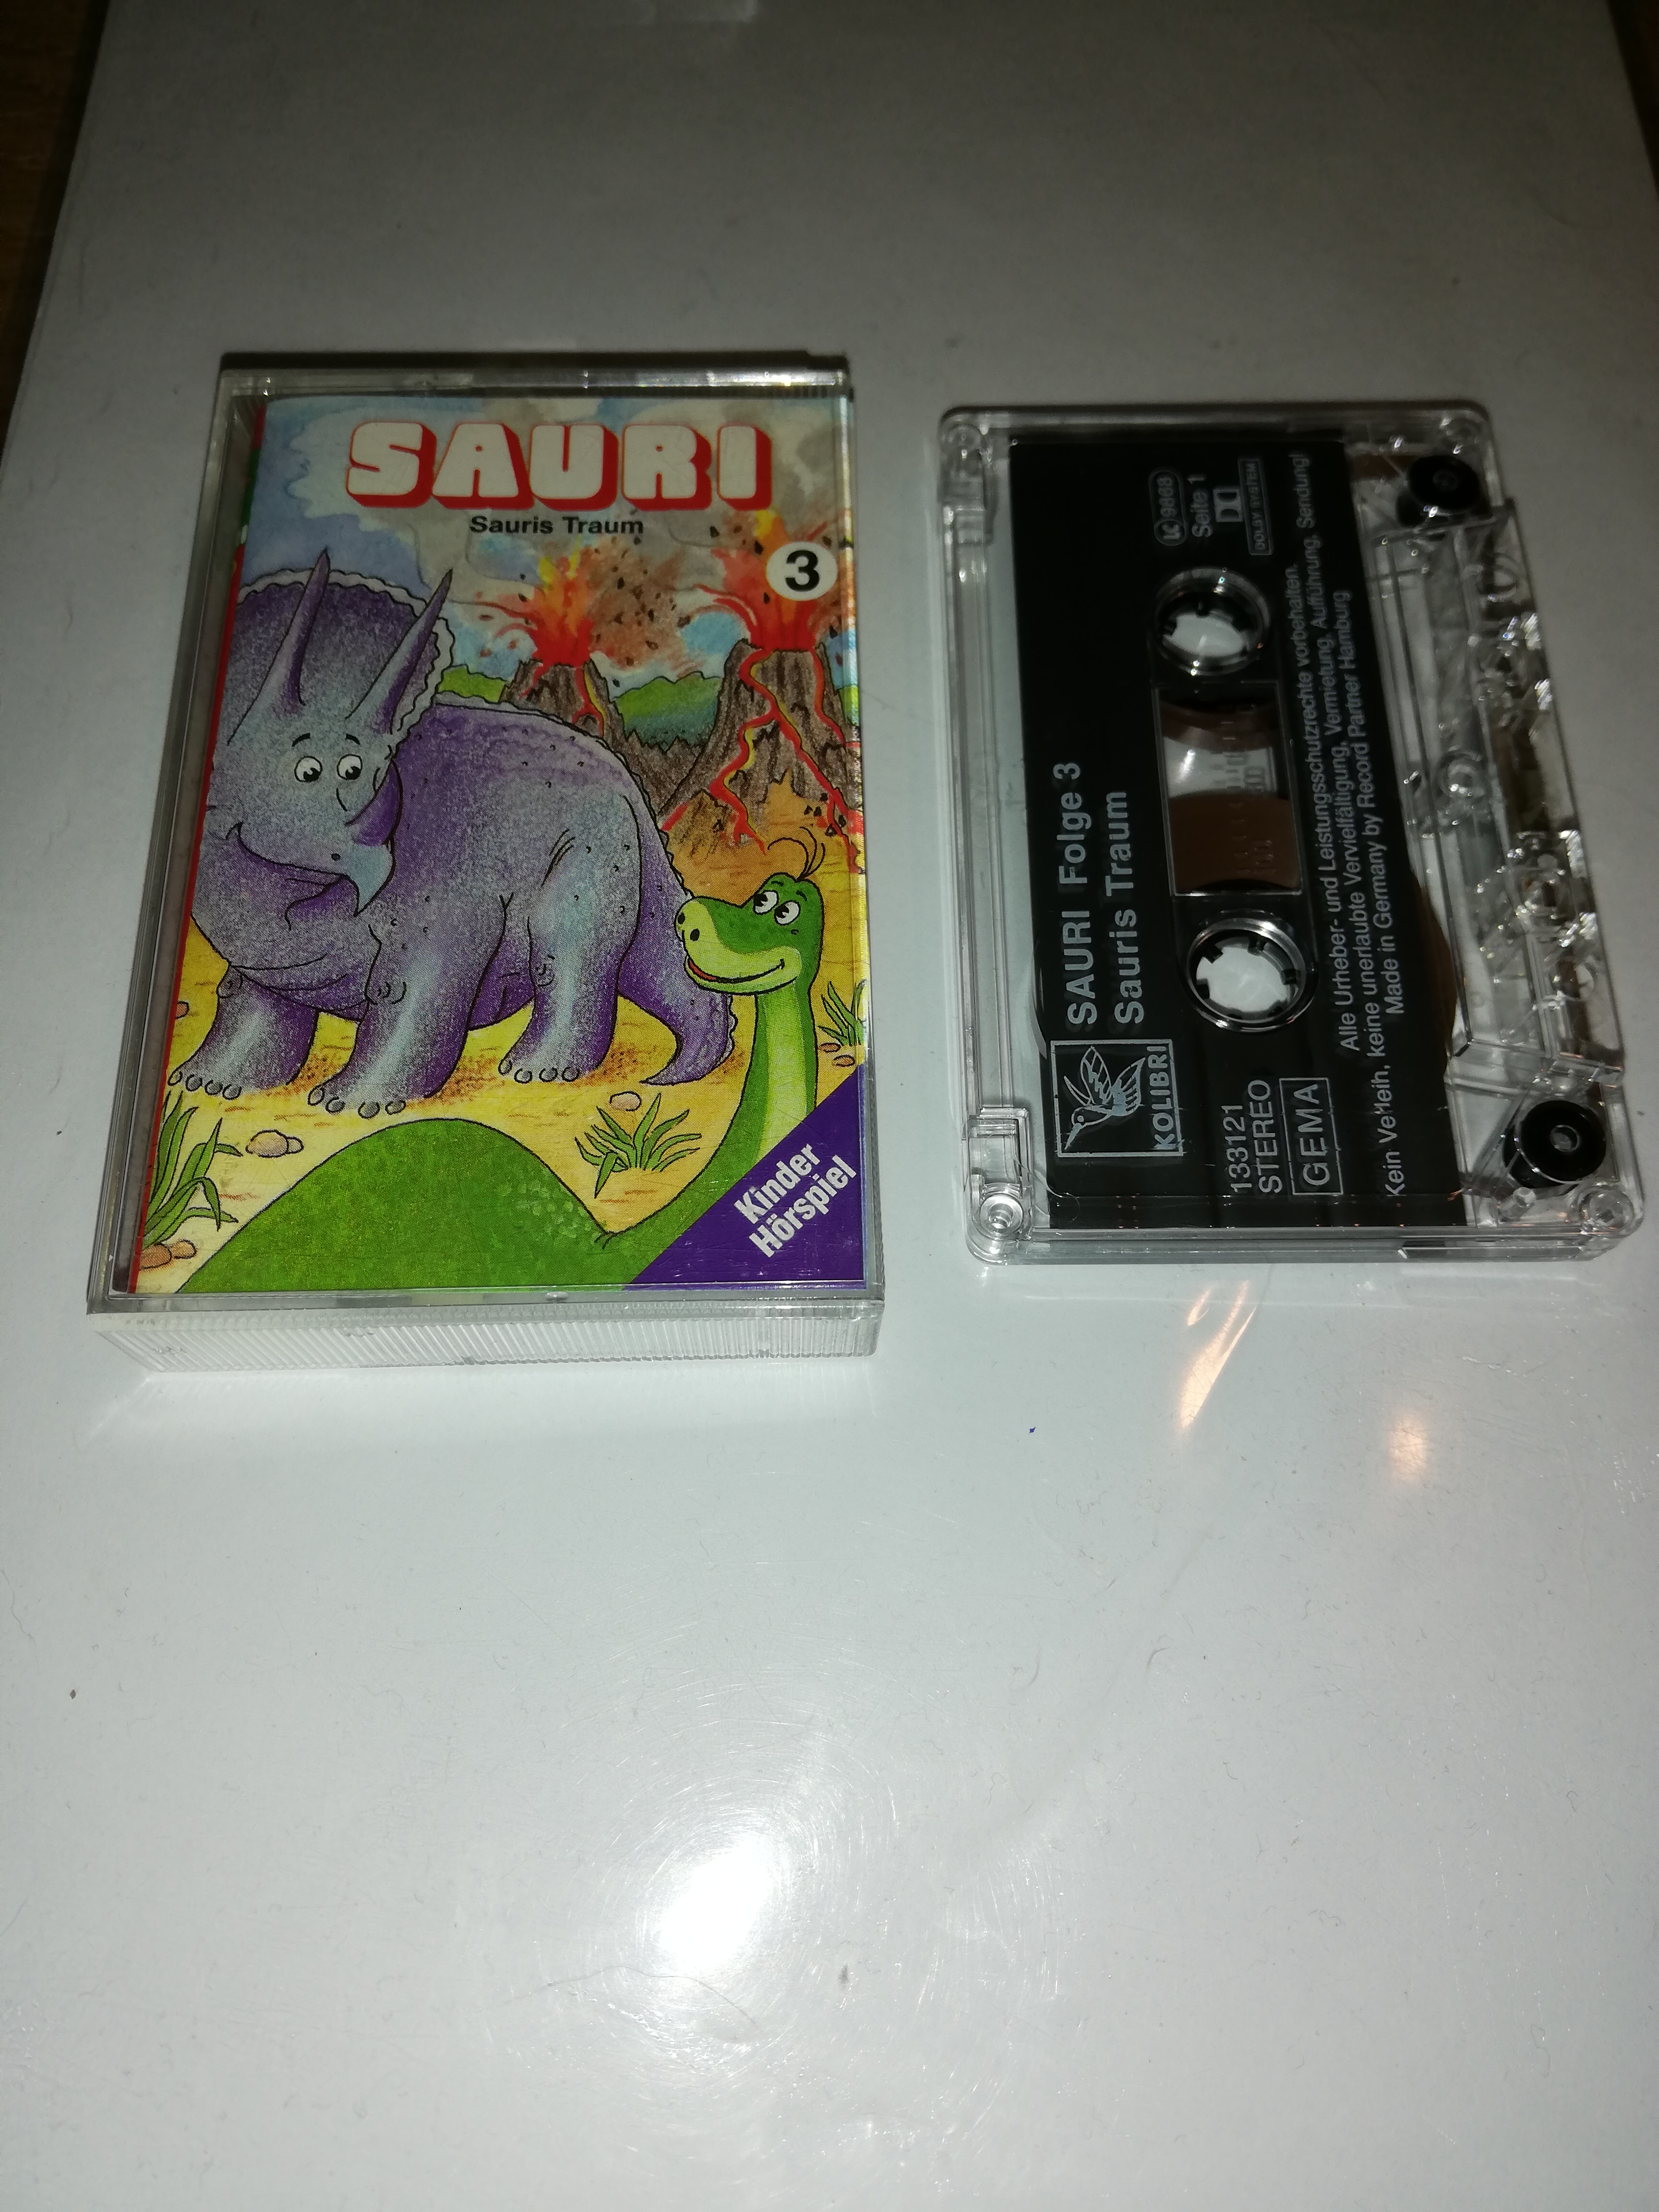 SAURI
Sauris Traum
3
Kinder
Hörspiel
KOLIBRI
SAURI Folge 3
Sauris Traum
133121
STEREO
GEMA
LC 9868
Seite 1
DOLBY SYSTEM
Alle Urheber- und Leistungsschutzrechte vorbehalten.
Kein Verleih, keine unerlaubte Vervielfältigung, Vermietung, Aufführung, Sendung!
Made in Germany by Record Partner Hamburg